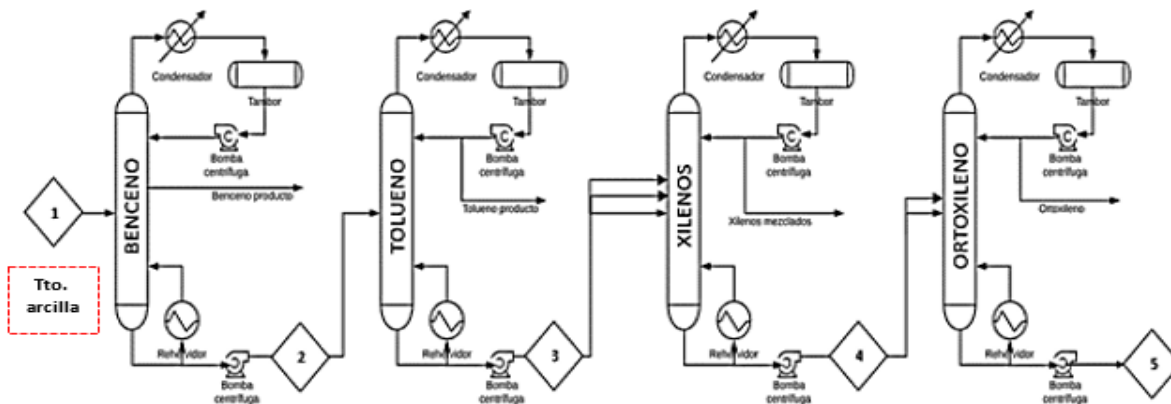 1
Tto.
arcilla
BENCENO
Condensador
Tambor
Bomba
centrífuga
Benceno producto
Rehervidor
Bomba
centrífuga
2
TOLUENO
Condensador
Tambor
Bomba
centrífuga
Tolueno producto
Rehervidor
Bomba
centrífuga
3
XILENOS
Condensador
Tambor
Bomba
centrífuga
Xilenos mezclados
Rehervidor
Bomba
centrífuga
4
ORTOXILENO
Condensador
Tambor
Bomba
centrífuga
Ortoxileno
Rehervidor
Bomba
centrífuga
5